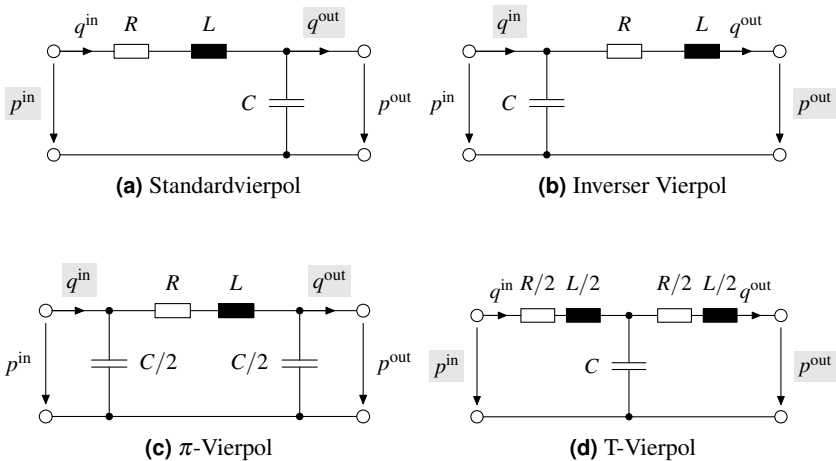 q^in R L q^out
p^in C p^out
(a) Standardvierpol
q^in R L q^out
p^in C p^out
(b) Inverser Vierpol
q^in R L q^out
p^in C/2 C/2 p^out
(c) π-Vierpol
q^in R/2 L/2 R/2 L/2 q^out
p^in C p^out
(d) T-Vierpol